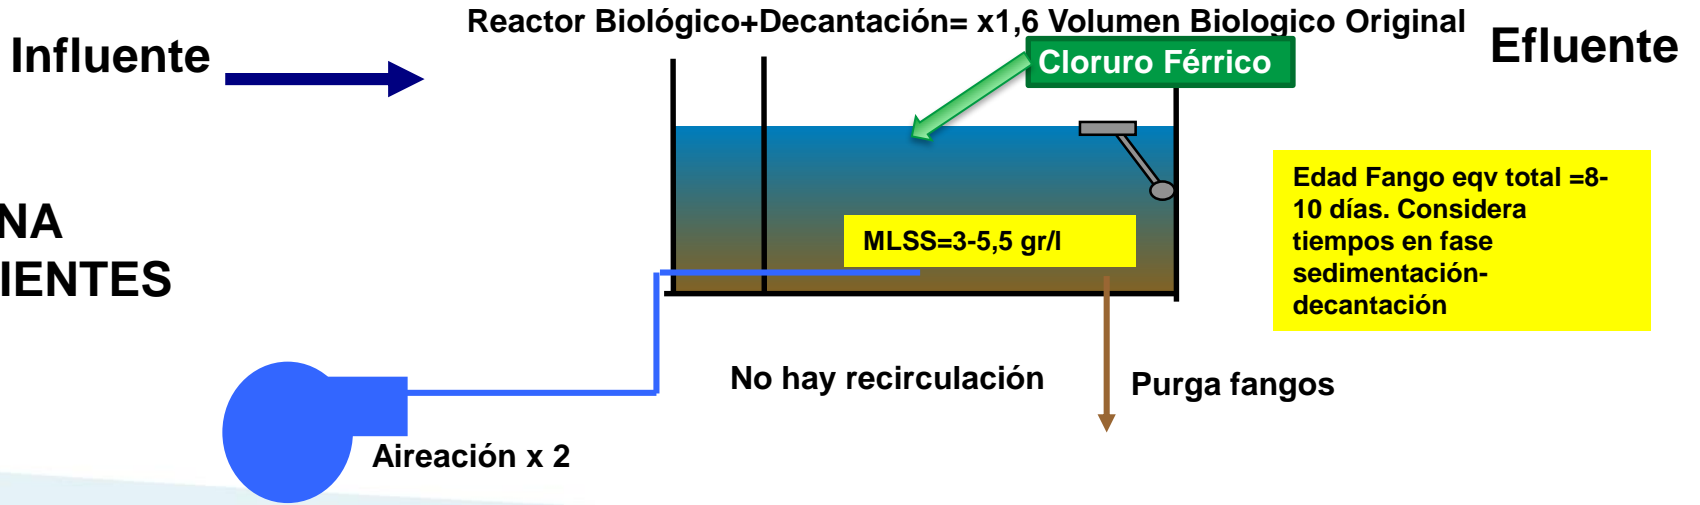 Reactor Biológico+Decantación= x1,6 Volumen Biologico Original
Influente
Efluente
Cloruro Férrico
NA
IENTES
MLSS=3-5,5 gr/l
Edad Fango eqv total =8-
10 días. Considera
tiempos en fase
sedimentación-
decantación
No hay recirculación
Purga fangos
Aireación x 2